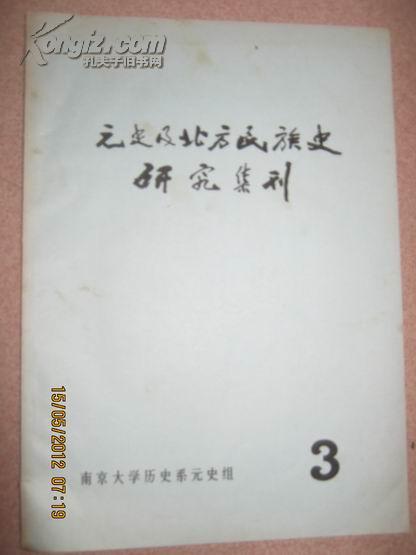 Kongfz.com
孔夫子旧书网
元史及北方民族史
研究集刊
南京大学历史系元史组
3
15/05/2012 07:19